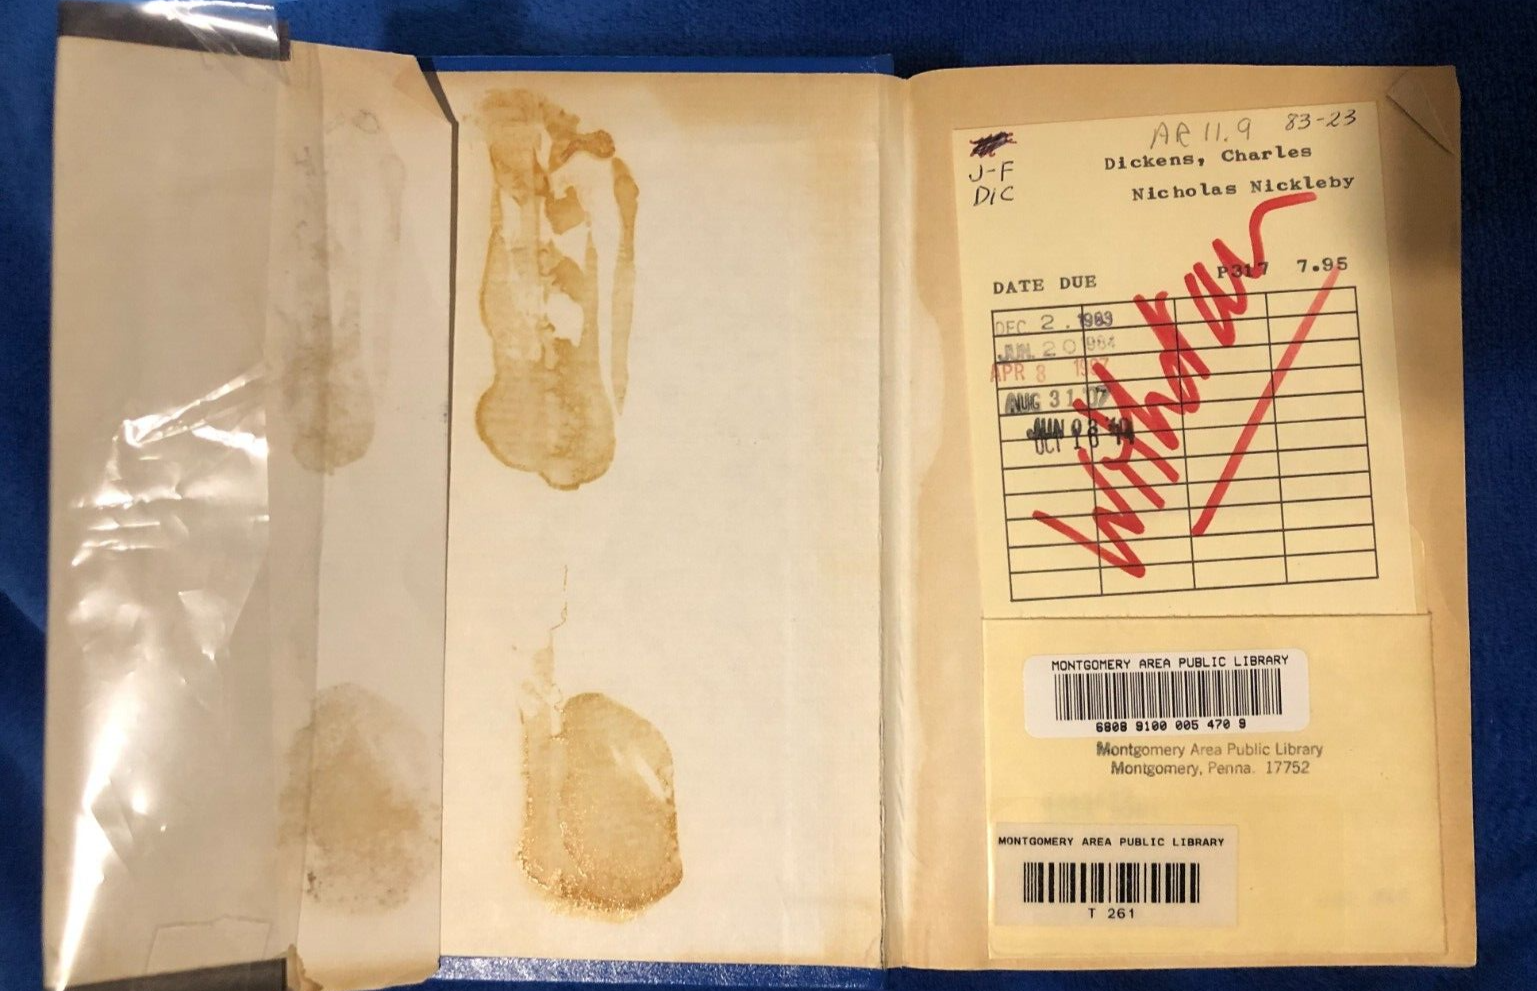 AR 11.9 83-23
J-F
DIC
Dickens, Charles
Nicholas Nickleby
P317 7.95
DATE DUE
DEC 2. 1983
JUN. 20 1984
APR 8 1987
AUG 31 '07
Withdrawn
MONTGOMERY AREA PUBLIC LIBRARY
6808 9100 005 470 9
Montgomery Area Public Library
Montgomery, Penna. 17752
MONTGOMERY AREA PUBLIC LIBRARY
T 261